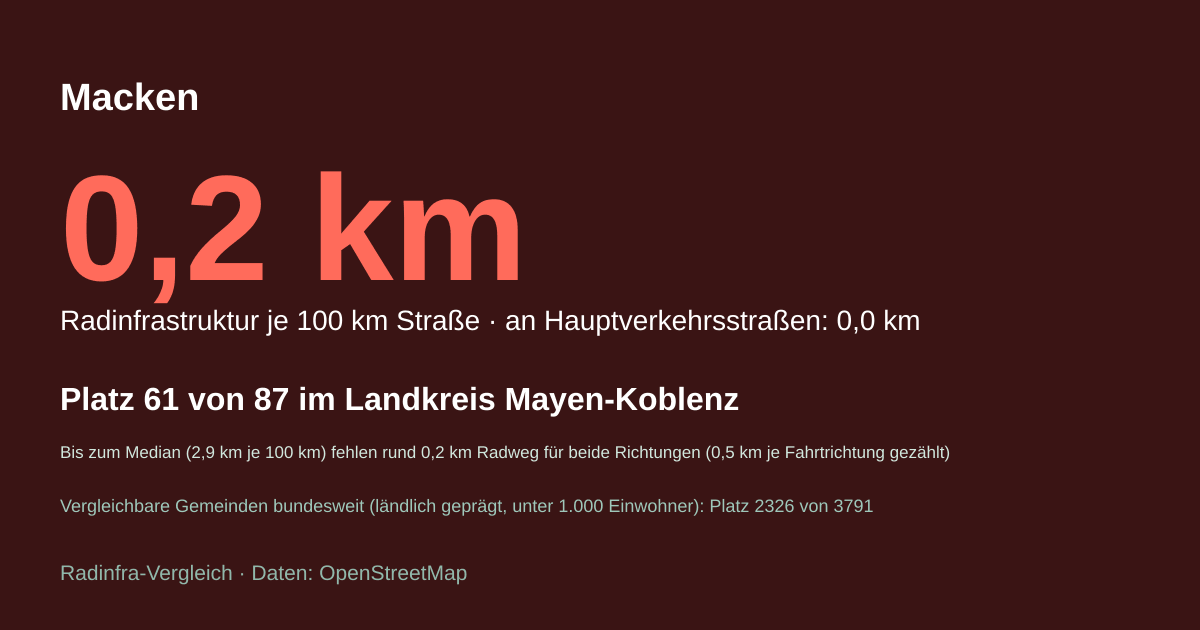 Macken
0,2 km
Radinfrastruktur je 100 km Straße · an Hauptverkehrsstraßen: 0,0 km
Platz 61 von 87 im Landkreis Mayen-Koblenz
Bis zum Median (2,9 km je 100 km) fehlen rund 0,2 km Radweg für beide Richtungen (0,5 km je Fahrtrichtung gezählt)
Vergleichbare Gemeinden bundesweit (ländlich geprägt, unter 1.000 Einwohner): Platz 2326 von 3791
Radinfra-Vergleich · Daten: OpenStreetMap